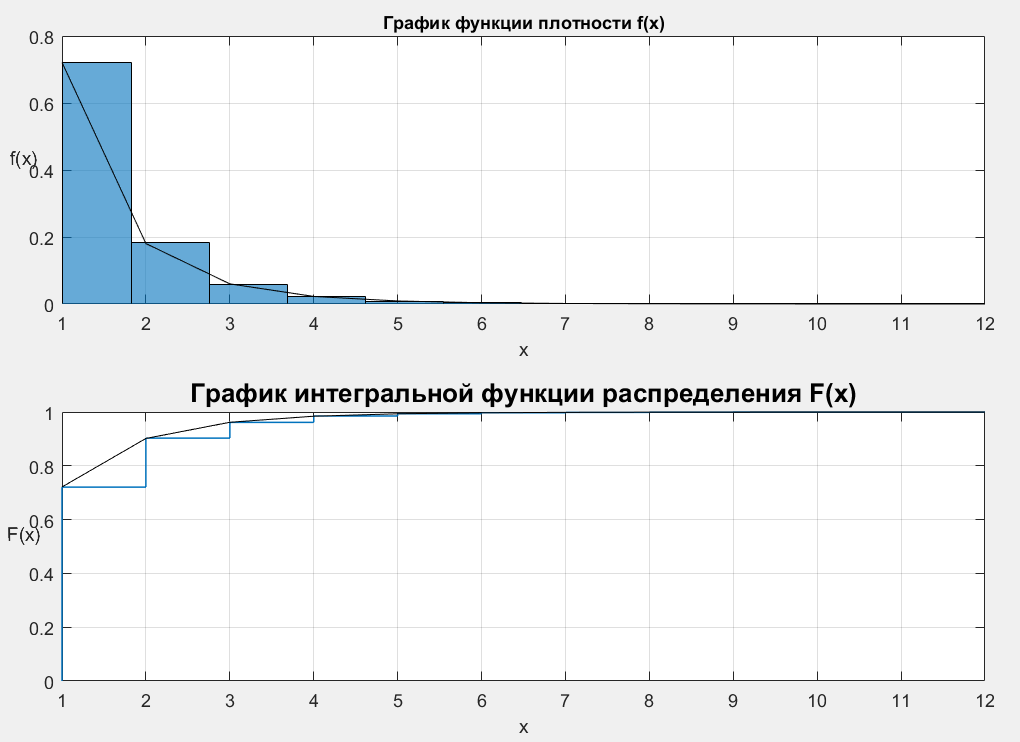 График функции плотности f(x)
0.8
0.6
f(x)
0.4
0.2
0
1 2 3 4 5 6 7 8 9 10 11 12
x
График интегральной функции распределения F(x)
1
0.8
0.6
F(x)
0.4
0.2
0
1 2 3 4 5 6 7 8 9 10 11 12
x